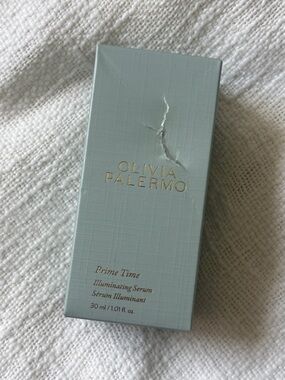 OLIVIA
PALERMO
Prime Time
Illuminating Serum
Sérum Illuminant
30 ml / 1.01 fl. oz.